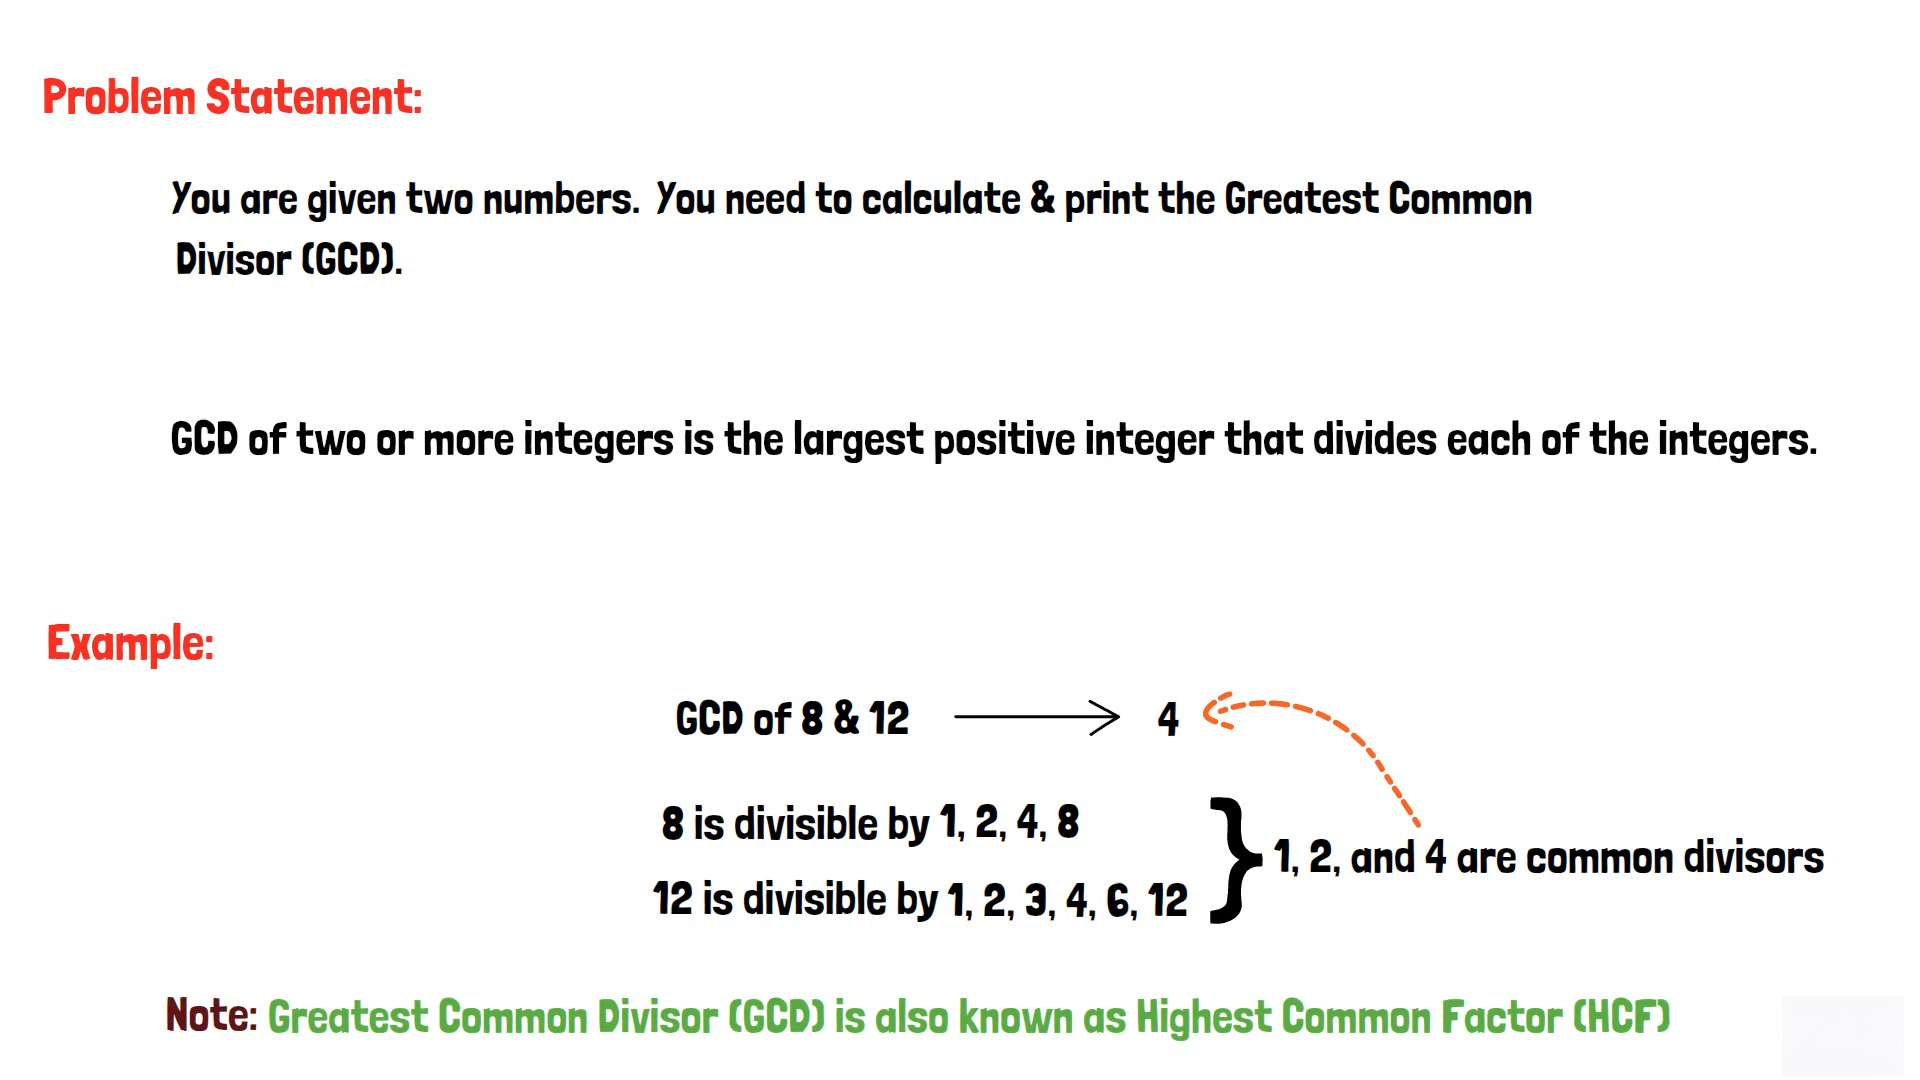 Problem Statement:
You are given two numbers. You need to calculate & print the Greatest Common
Divisor (GCD).
GCD of two or more integers is the largest positive integer that divides each of the integers.
Example:
GCD of 8 & 12 4
8 is divisible by 1, 2, 4, 8
12 is divisible by 1, 2, 3, 4, 6, 12
} 1, 2, and 4 are common divisors
Note: Greatest Common Divisor (GCD) is also known as Highest Common Factor (HCF)